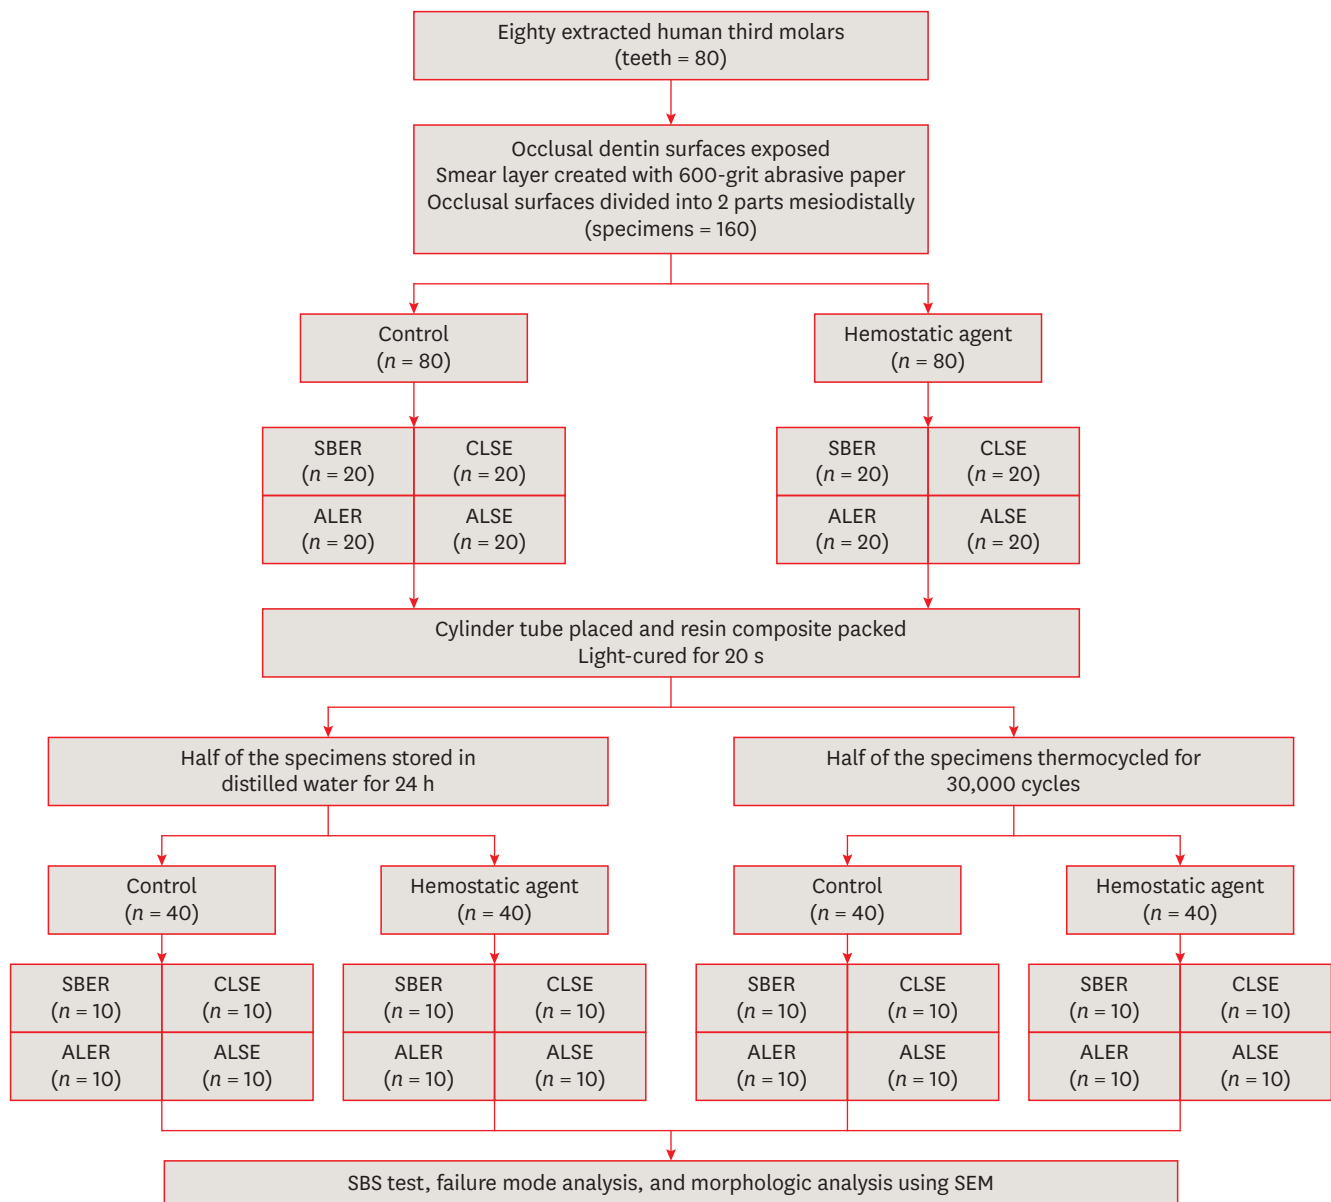 Eighty extracted human third molars
(teeth = 80)
Occlusal dentin surfaces exposed
Smear layer created with 600-grit abrasive paper
Occlusal surfaces divided into 2 parts mesiodistally
(specimens = 160)
Control
(n = 80)
Hemostatic agent
(n = 80)
SBER
(n = 20)
CLSE
(n = 20)
ALER
(n = 20)
ALSE
(n = 20)
SBER
(n = 20)
CLSE
(n = 20)
ALER
(n = 20)
ALSE
(n = 20)
Cylinder tube placed and resin composite packed
Light-cured for 20 s
Half of the specimens stored in
distilled water for 24 h
Half of the specimens thermocycled for
30,000 cycles
Control
(n = 40)
Hemostatic agent
(n = 40)
Control
(n = 40)
Hemostatic agent
(n = 40)
SBER
(n = 10)
CLSE
(n = 10)
ALER
(n = 10)
ALSE
(n = 10)
SBER
(n = 10)
CLSE
(n = 10)
ALER
(n = 10)
ALSE
(n = 10)
SBER
(n = 10)
CLSE
(n = 10)
ALER
(n = 10)
ALSE
(n = 10)
SBER
(n = 10)
CLSE
(n = 10)
ALER
(n = 10)
ALSE
(n = 10)
SBS test, failure mode analysis, and morphologic analysis using SEM